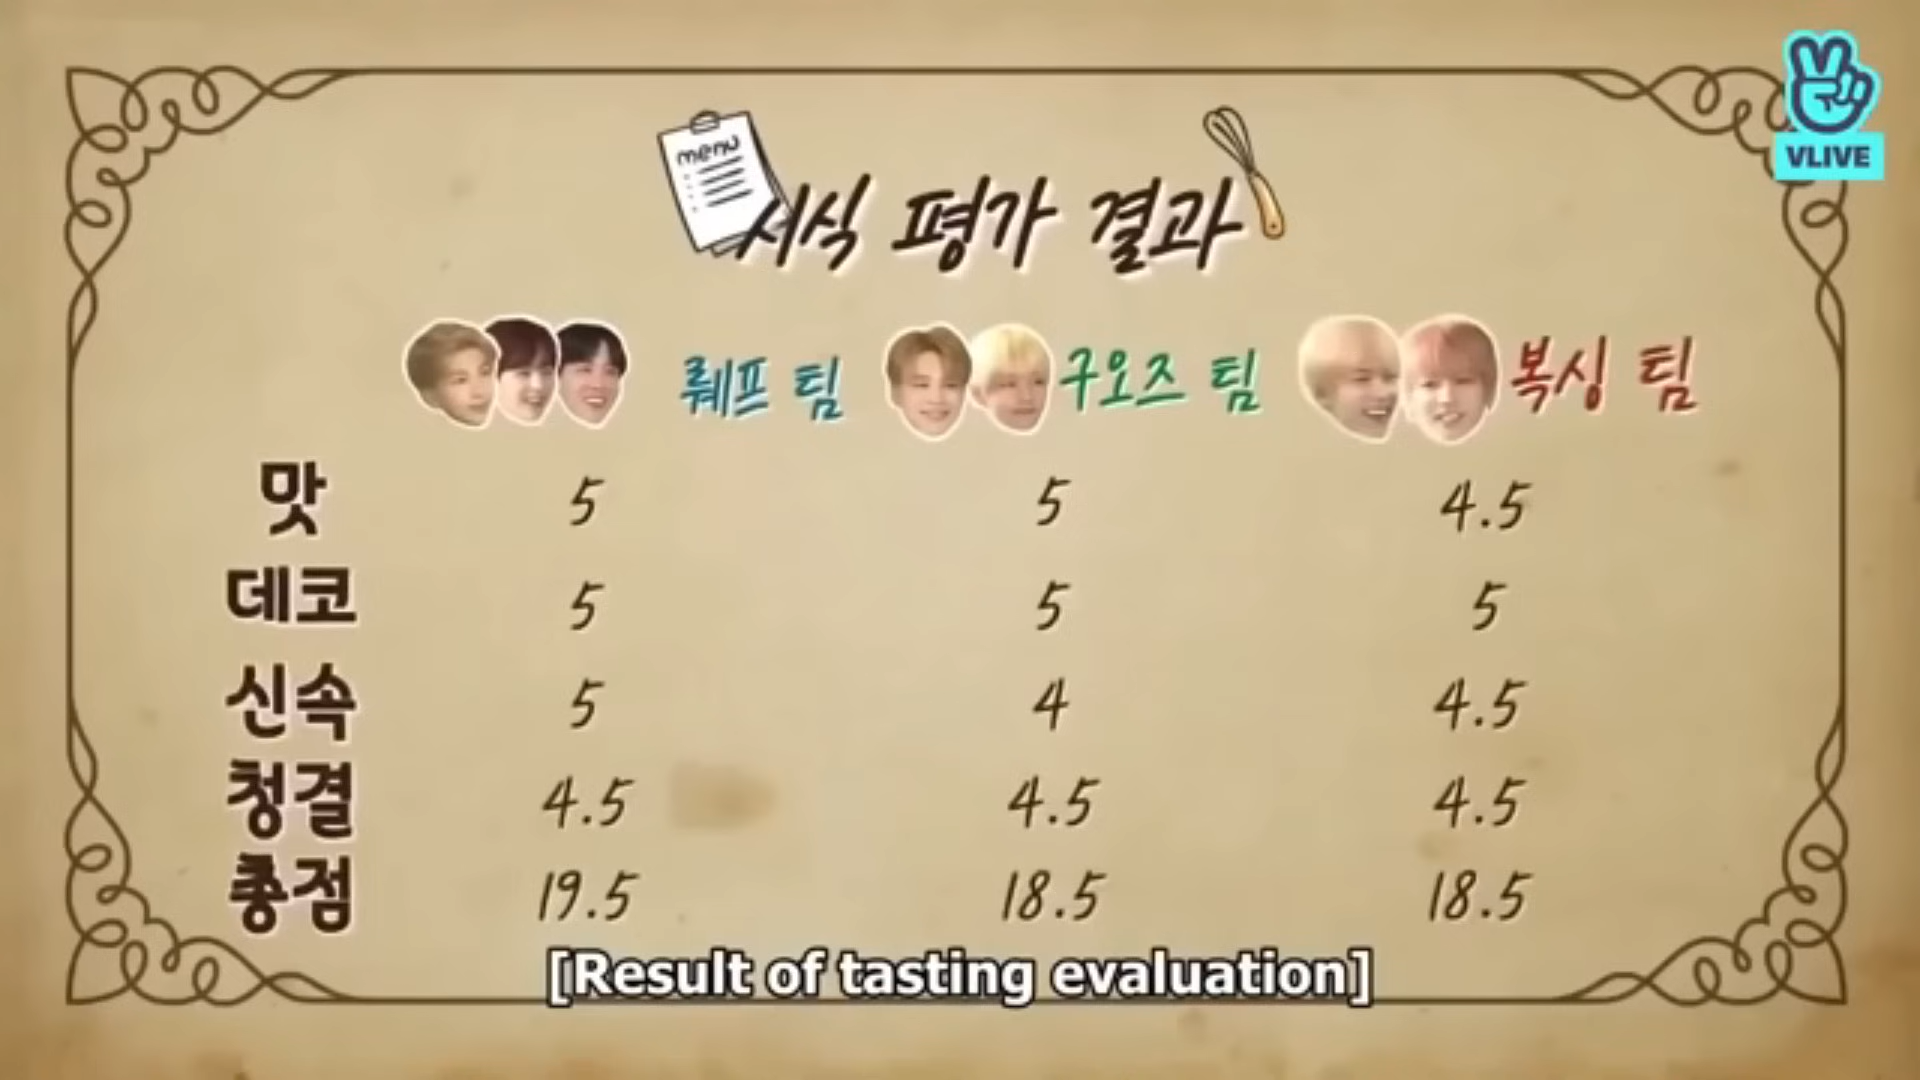 VLIVE
menu
시식 평가 결과
뤠프 팀 구오즈 팀 복싱 팀
맛 5 5 4.5
데코 5 5 5
신속 5 4 4.5
청결 4.5 4.5 4.5
총점 19.5 18.5 18.5
[Result of tasting evaluation]